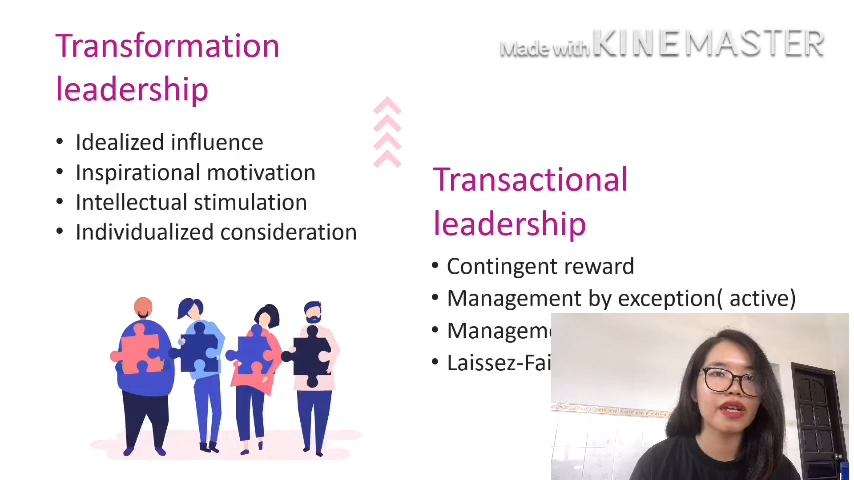 Transformation
leadership
Made with KINEMASTER
• Idealized influence
• Inspirational motivation
• Intellectual stimulation
• Individualized consideration
Transactional
leadership
• Contingent reward
• Management by exception( active)
•
• Laissez-